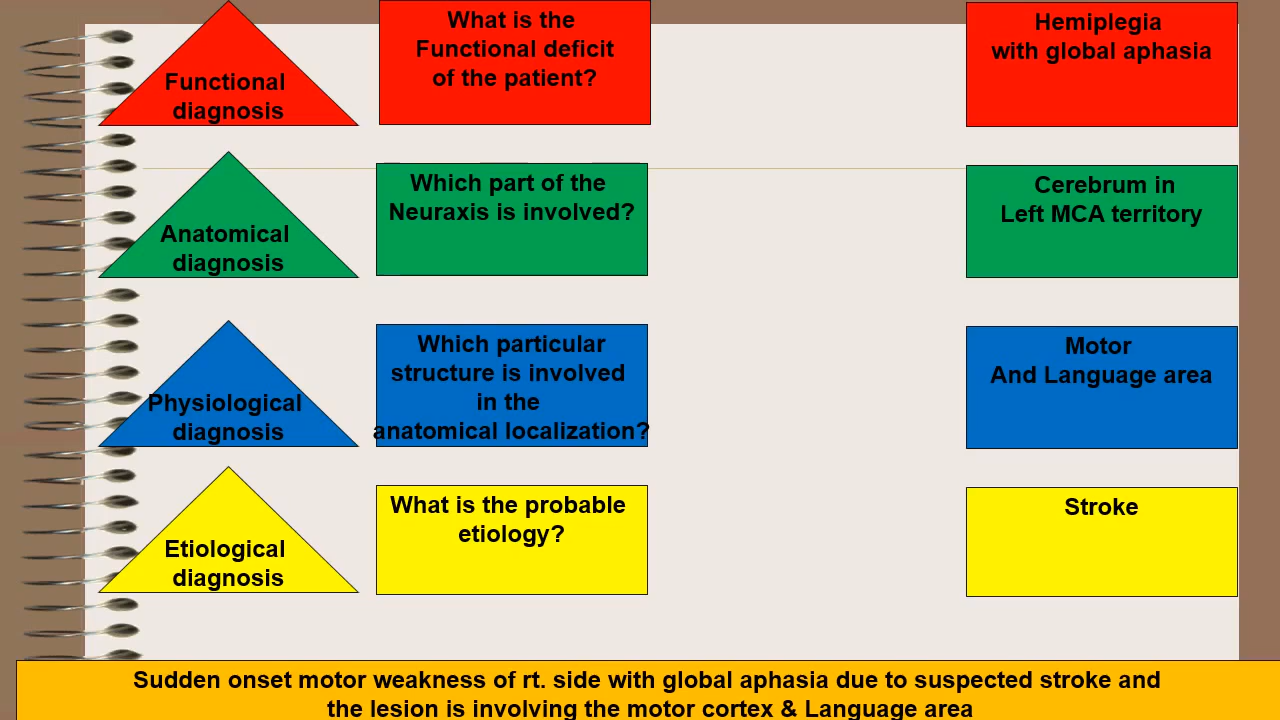 Functional
diagnosis
What is the
Functional deficit
of the patient?
Hemiplegia
with global aphasia
Anatomical
diagnosis
Which part of the
Neuraxis is involved?
Cerebrum in
Left MCA territory
Physiological
diagnosis
Which particular
structure is involved
in the
anatomical localization?
Motor
And Language area
Etiological
diagnosis
What is the probable
etiology?
Stroke
Sudden onset motor weakness of rt. side with global aphasia due to suspected stroke and
the lesion is involving the motor cortex & Language area